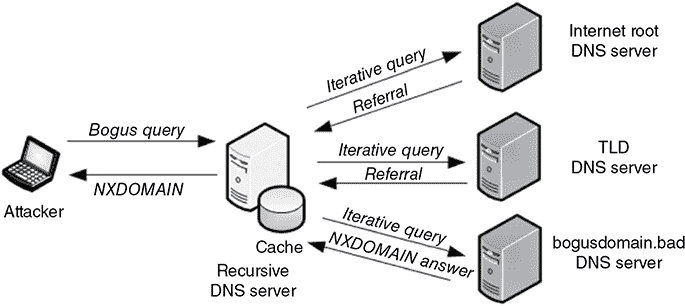 Internet root
DNS server
Iterative query
Referral
Bogus query
NXDOMAIN
Attacker
Iterative query
Referral
TLD
DNS server
Iterative query
NXDOMAIN answer
Cache
Recursive
DNS server
bogusdomain.bad
DNS server